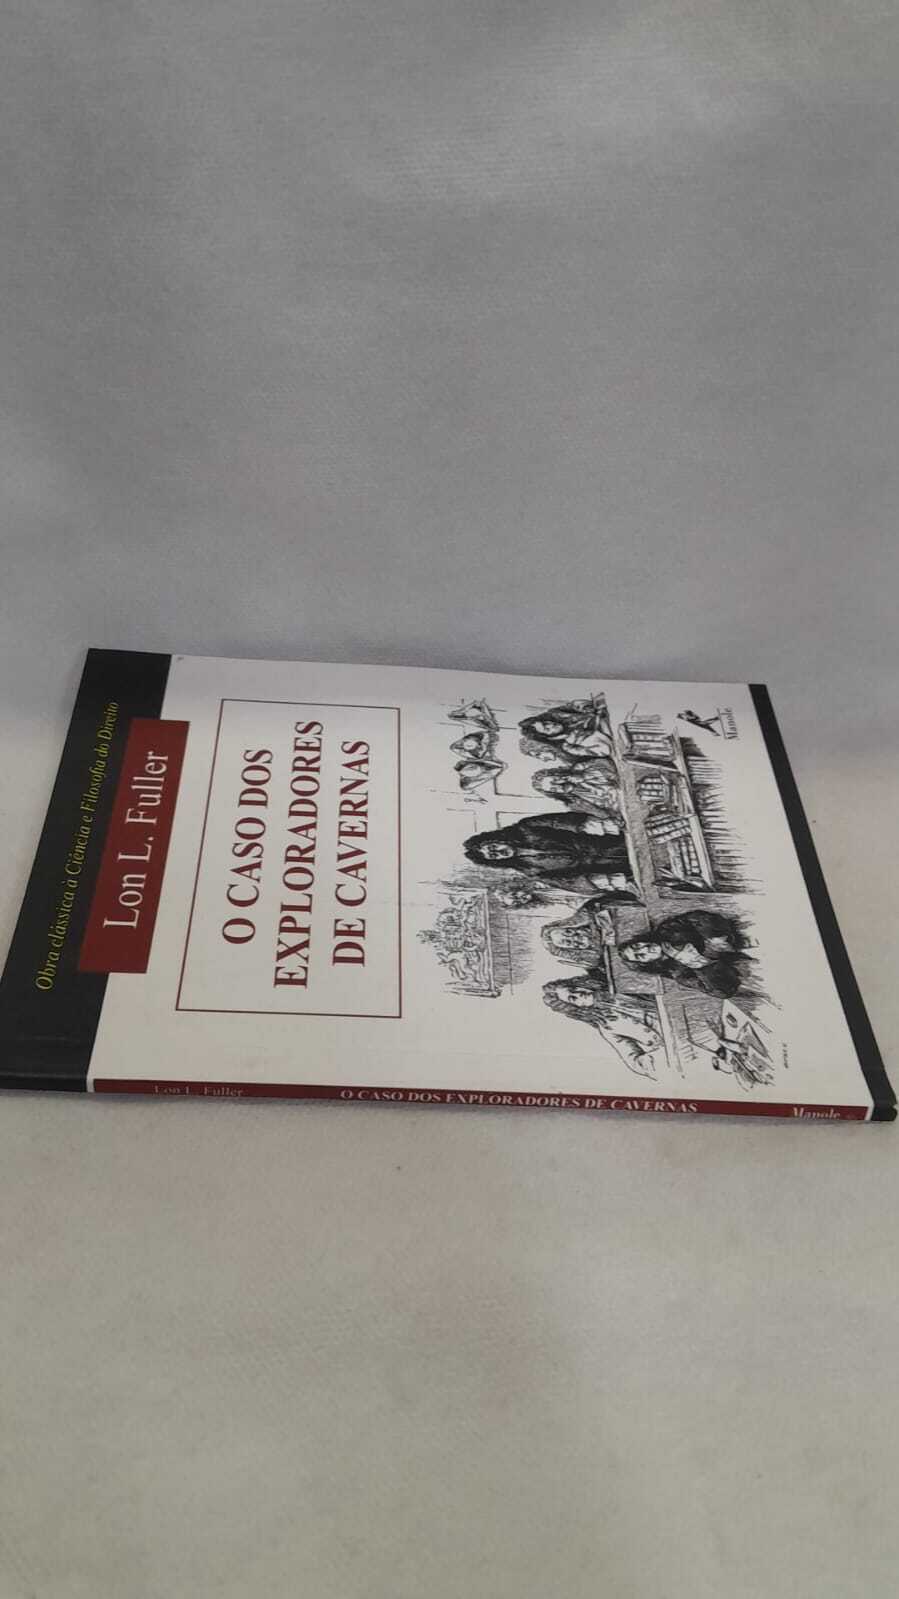 Obra clássica à Ciência e Filosofia do Direito
Lon L. Fuller
O CASO DOS
EXPLORADORES
DE CAVERNAS
Manole
Lon L. Fuller
O CASO DOS EXPLORADORES DE CAVERNAS
Manole